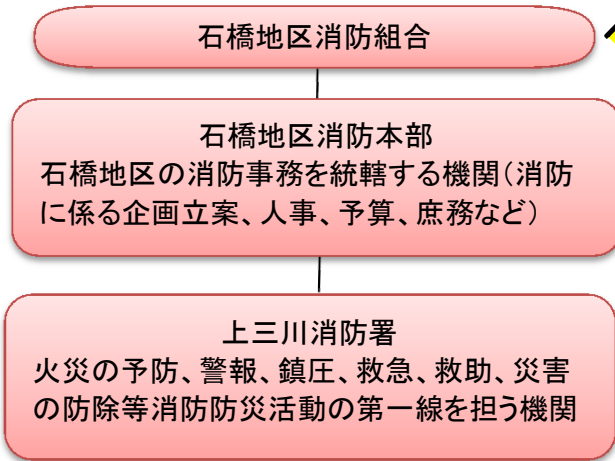 石橋地区消防組合
石橋地区消防本部
石橋地区の消防事務を統轄する機関（消防
に係る企画立案、人事、予算、庶務など）
上三川消防署
火災の予防、警報、鎮圧、救急、救助、災害
の防除等消防防災活動の第一線を担う機関